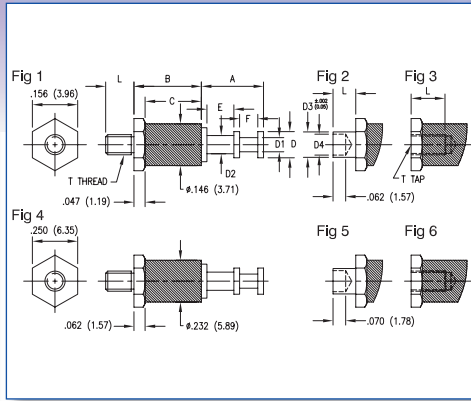 Fig 1
.156 (3.96)
L
B
A
C
E
F
D1
D
D2
T THREAD
.047 (1.19)
ø.146 (3.71)
Fig 2
L
D3 ±.002 (0.05)
D4
.062 (1.57)
Fig 3
L
T TAP
Fig 4
.250 (6.35)
.062 (1.57)
ø.232 (5.89)
Fig 5
.070 (1.78)
Fig 6